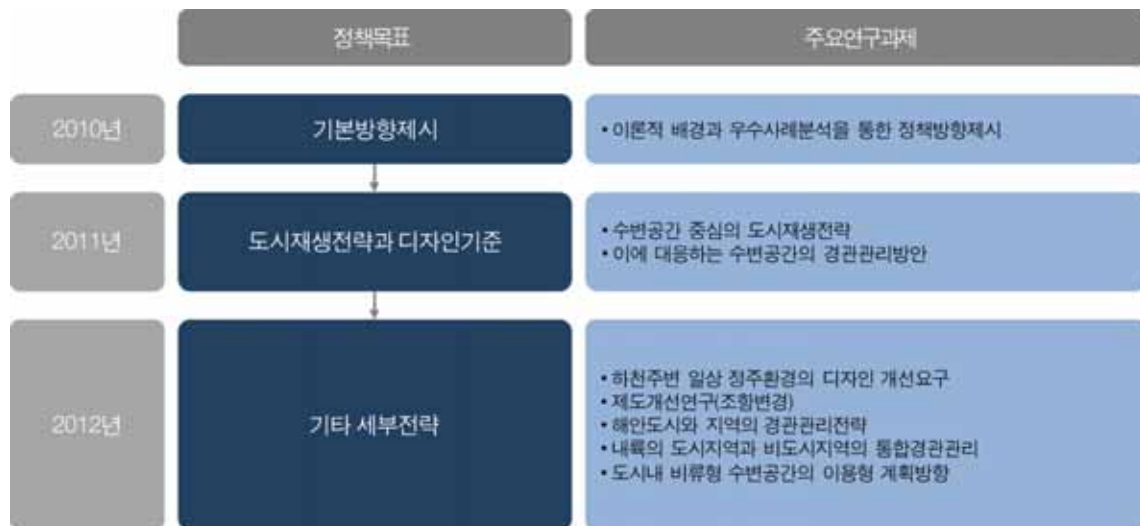 정책목표
주요연구과제
2010년
기본방향제시
• 이론적 배경과 우수사례분석을 통한 정책방향제시
2011년
도시재생전략과 디자인기준
• 수변공간 중심의 도시재생전략
• 이에 대응하는 수변공간의 경관관리방안
2012년
기타 세부전략
• 하천주변 일상 정주환경의 디자인 개선요구
• 제도개선연구(조항변경)
• 해안도시와 지역의 경관관리전략
• 내륙의 도시지역과 비도시지역의 통합경관관리
• 도시내 비류형 수변공간의 이용형 계획방향